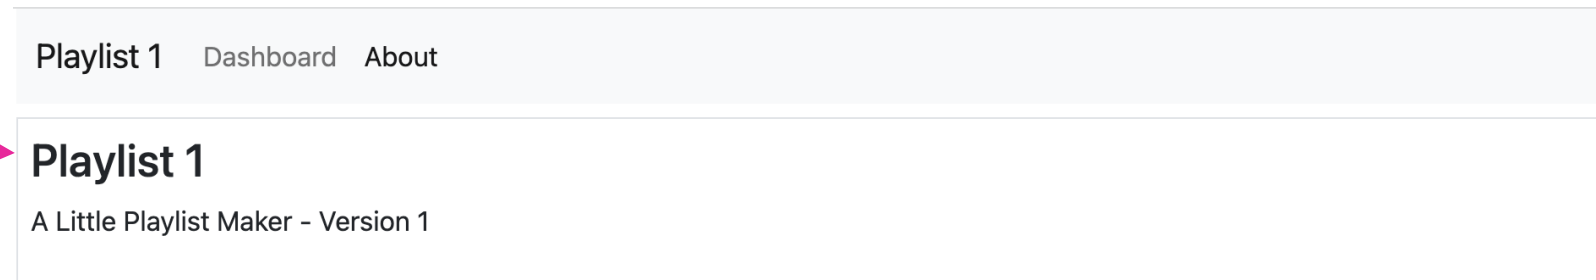 Playlist 1 Dashboard About
Playlist 1
A Little Playlist Maker - Version 1